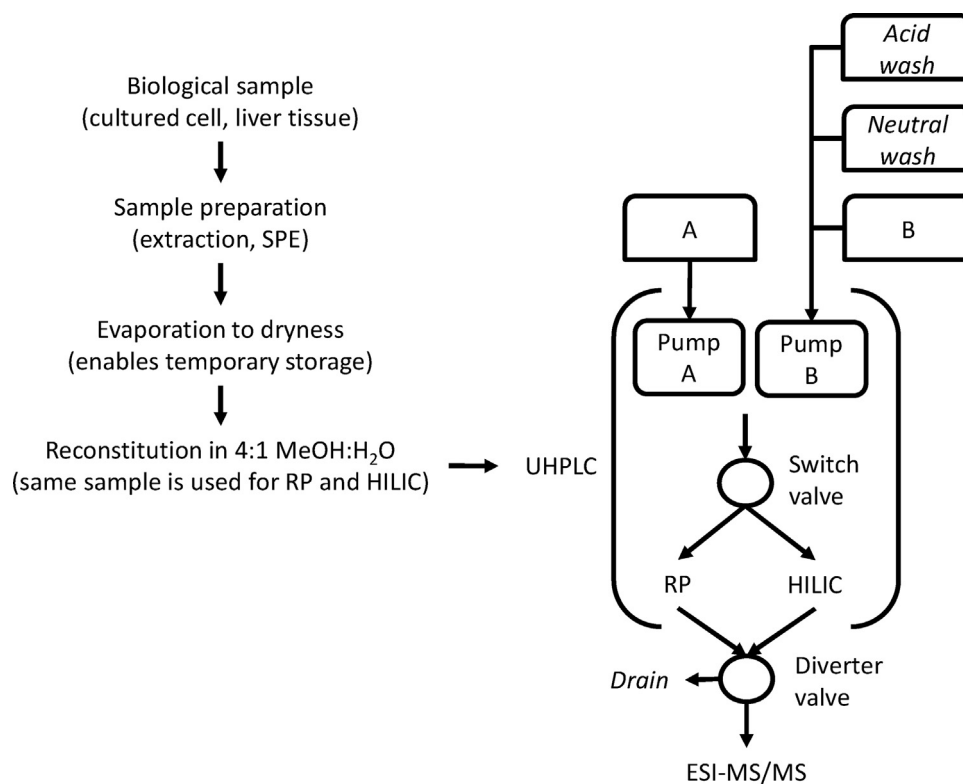 Biological sample
(cultured cell, liver tissue)
Sample preparation
(extraction, SPE)
Evaporation to dryness
(enables temporary storage)
Reconstitution in 4:1 MeOH:H₂O
(same sample is used for RP and HILIC)
UHPLC
Acid
wash
Neutral
wash
A
B
Pump
A
Pump
B
Switch
valve
RP
HILIC
Diverter
valve
Drain
ESI-MS/MS